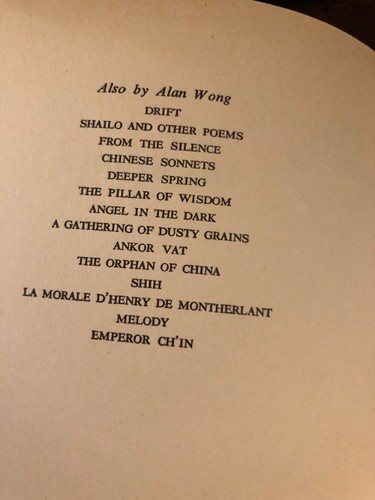 Also by Alan Wong
DRIFT
SHAILO AND OTHER POEMS
FROM THE SILENCE
CHINESE SONNETS
DEEPER SPRING
THE PILLAR OF WISDOM
ANGEL IN THE DARK
A GATHERING OF DUSTY GRAINS
ANKOR VAT
THE ORPHAN OF CHINA
SHIH
LA MORALE D'HENRY DE MONTHERLANT
MELODY
EMPEROR CH'IN